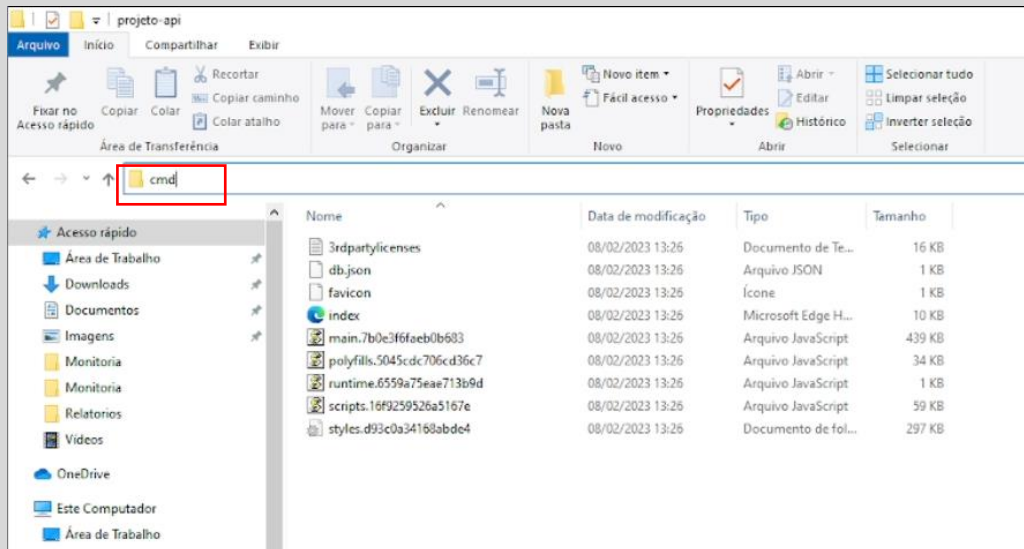 projeto-api
Arquivo Início Compartilhar Exibir
Fixar no Acesso rápido
Copiar
Colar
Recortar
Copiar caminho
Colar atalho
Área de Transferência
Mover para
Copiar para
Excluir
Renomear
Organizar
Nova pasta
Novo item
Fácil acesso
Novo
Propriedades
Abrir
Editar
Histórico
Abrir
Selecionar tudo
Limpar seleção
Inverter seleção
Selecionar
cmd
Acesso rápido
Área de Trabalho
Downloads
Documentos
Imagens
Monitoria
Monitoria
Relatorios
Vídeos
OneDrive
Este Computador
Área de Trabalho
Nome Data de modificação Tipo Tamanho
3rdpartylicenses 08/02/2023 13:26 Documento de Te... 16 KB
db.json 08/02/2023 13:26 Arquivo JSON 1 KB
favicon 08/02/2023 13:26 Ícone 1 KB
index 08/02/2023 13:26 Microsoft Edge H... 10 KB
main.7b0e3f6faeb0b683 08/02/2023 13:26 Arquivo JavaScript 439 KB
polyfills.5045cdc706cd36c7 08/02/2023 13:26 Arquivo JavaScript 34 KB
runtime.6559a75eae713b9d 08/02/2023 13:26 Arquivo JavaScript 1 KB
scripts.16f9259526a5167e 08/02/2023 13:26 Arquivo JavaScript 59 KB
styles.d93c0a34168abde4 08/02/2023 13:26 Documento de fol... 297 KB